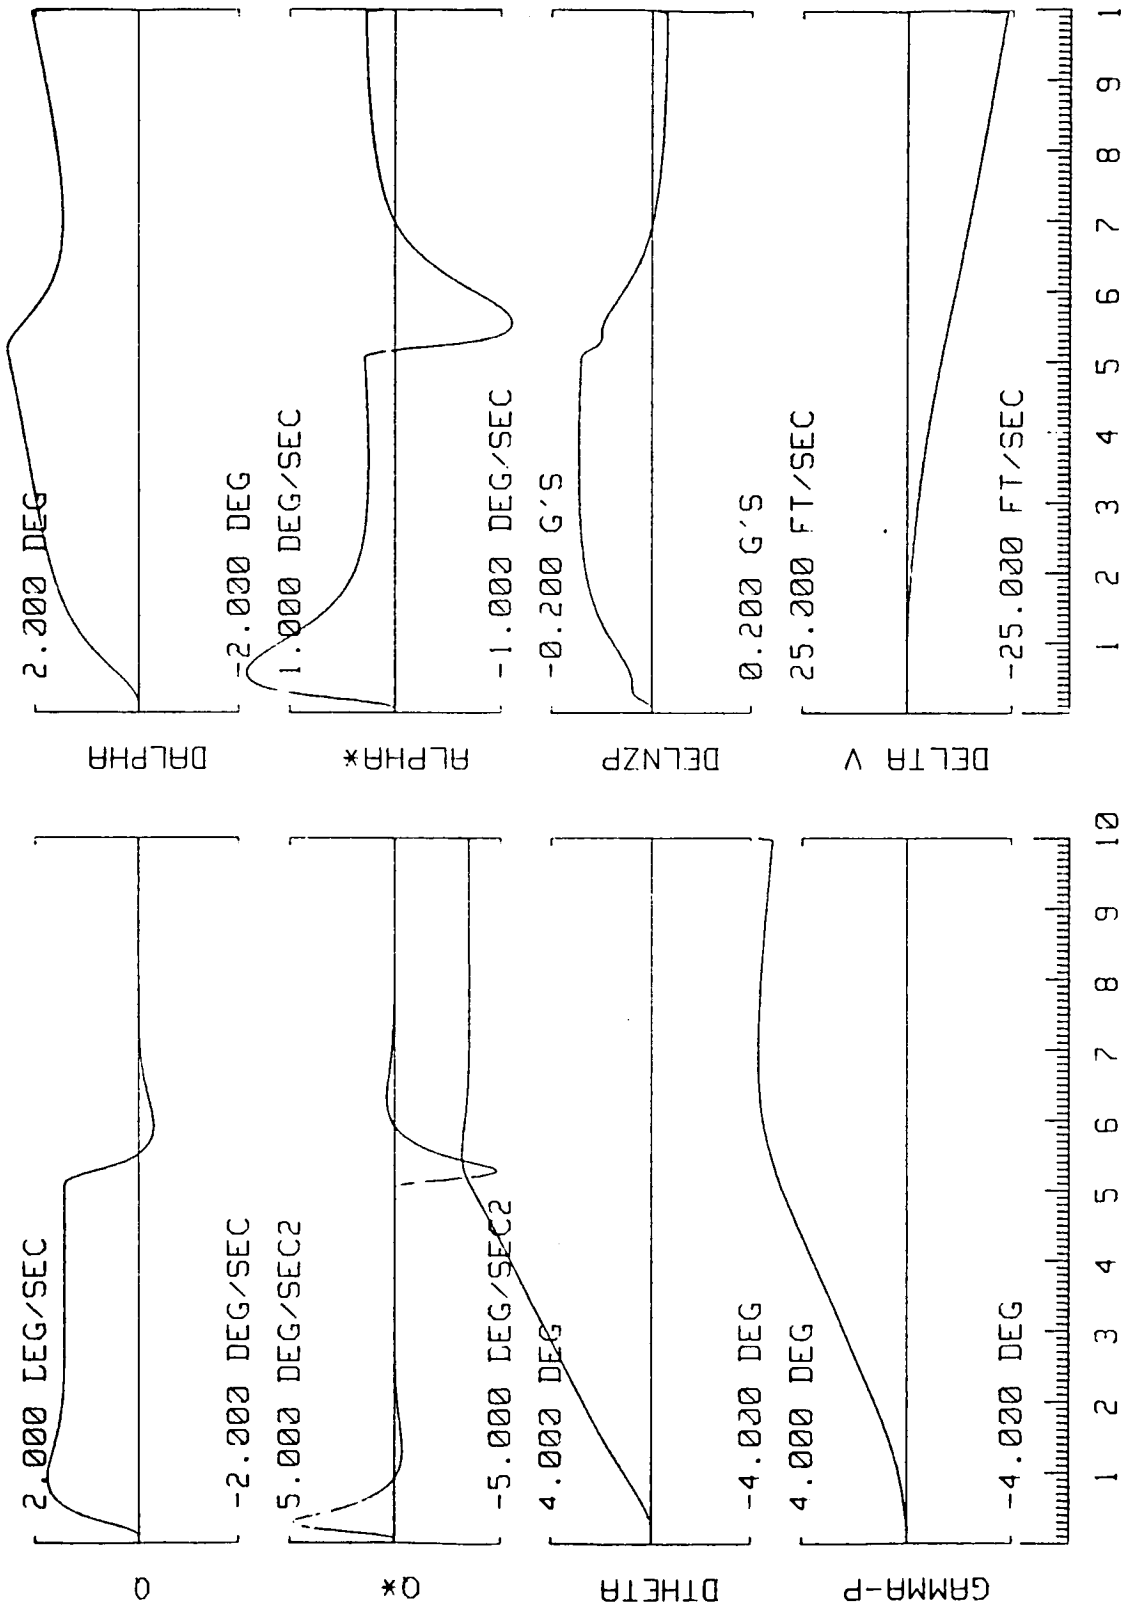 Q
2.000 DEG/SEC
-2.000 DEG/SEC
Q*
5.000 DEG/SEC2
-5.000 DEG/SEC2
DTHETA
4.000 DEG
-4.000 DEG
GAMMA-P
4.000 DEG
-4.000 DEG
1 2 3 4 5 6 7 8 9 10
DALPHA
2.000 DEG
-2.000 DEG
ALPHA*
1.000 DEG/SEC
-1.000 DEG/SEC
DELNZP
-0.200 G'S
0.200 G'S
DELTA V
25.000 FT/SEC
-25.000 FT/SEC
1 2 3 4 5 6 7 8 9 1